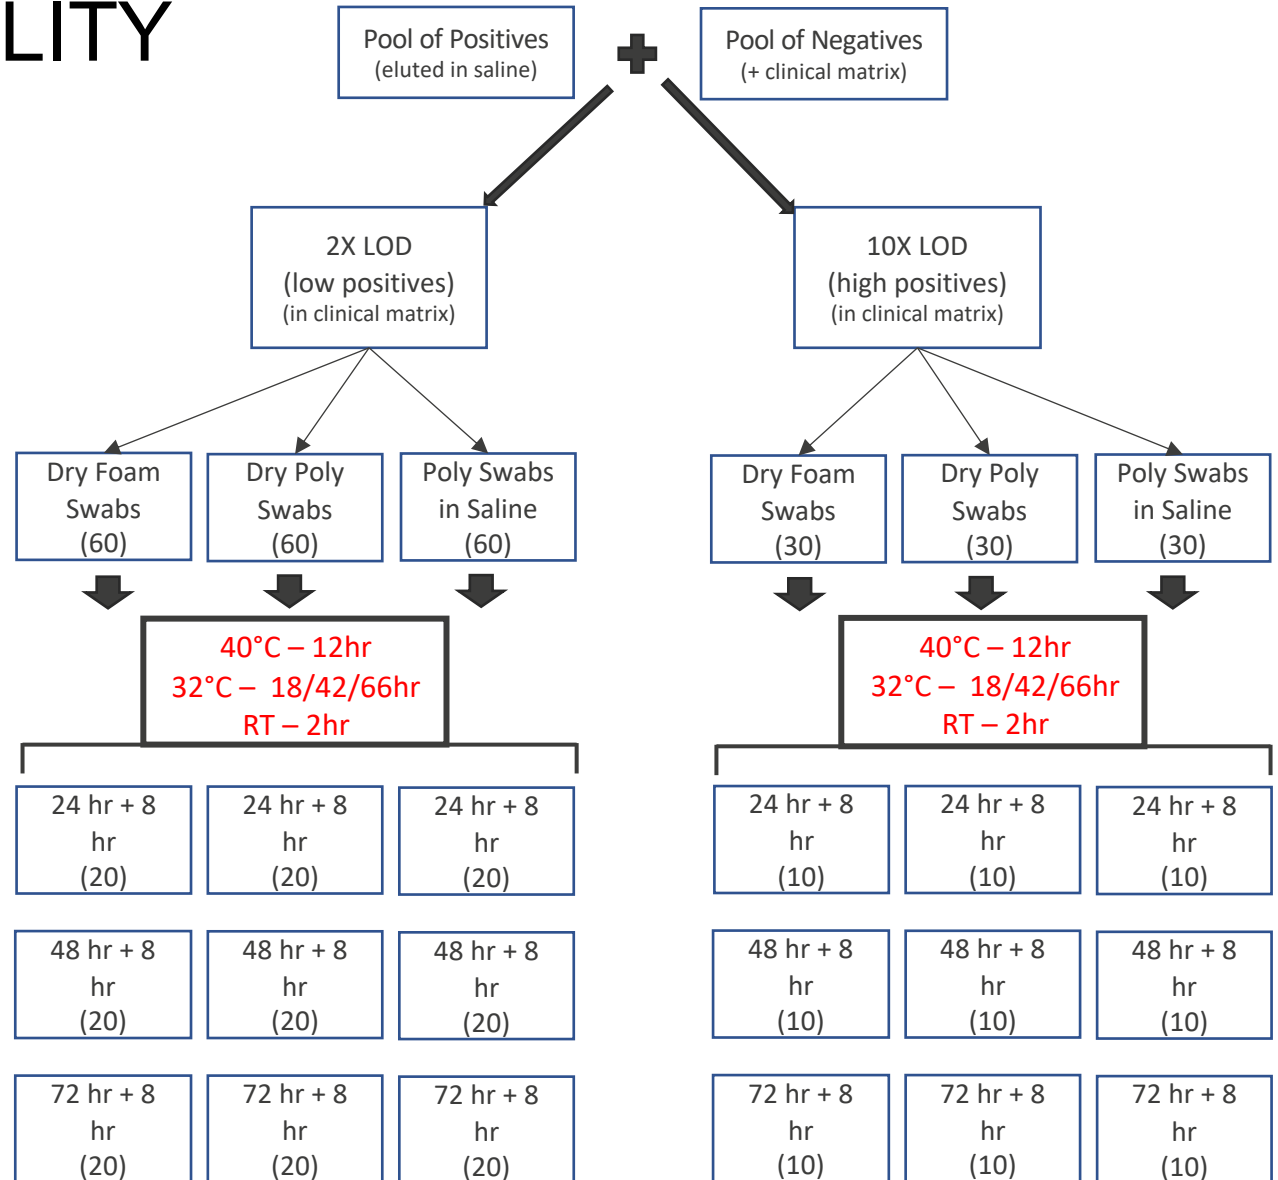 LITY
Pool of Positives
(eluted in saline)
Pool of Negatives
(+ clinical matrix)
2X LOD
(low positives)
(in clinical matrix)
10X LOD
(high positives)
(in clinical matrix)
Dry Foam
Swabs
(60)
Dry Poly
Swabs
(60)
Poly Swabs
in Saline
(60)
Dry Foam
Swabs
(30)
Dry Poly
Swabs
(30)
Poly Swabs
in Saline
(30)
40°C – 12hr
32°C – 18/42/66hr
RT – 2hr
40°C – 12hr
32°C – 18/42/66hr
RT – 2hr
24 hr + 8
hr
(20)
24 hr + 8
hr
(20)
24 hr + 8
hr
(20)
24 hr + 8
hr
(10)
24 hr + 8
hr
(10)
24 hr + 8
hr
(10)
48 hr + 8
hr
(20)
48 hr + 8
hr
(20)
48 hr + 8
hr
(20)
48 hr + 8
hr
(10)
48 hr + 8
hr
(10)
48 hr + 8
hr
(10)
72 hr + 8
hr
(20)
72 hr + 8
hr
(20)
72 hr + 8
hr
(20)
72 hr + 8
hr
(10)
72 hr + 8
hr
(10)
72 hr + 8
hr
(10)